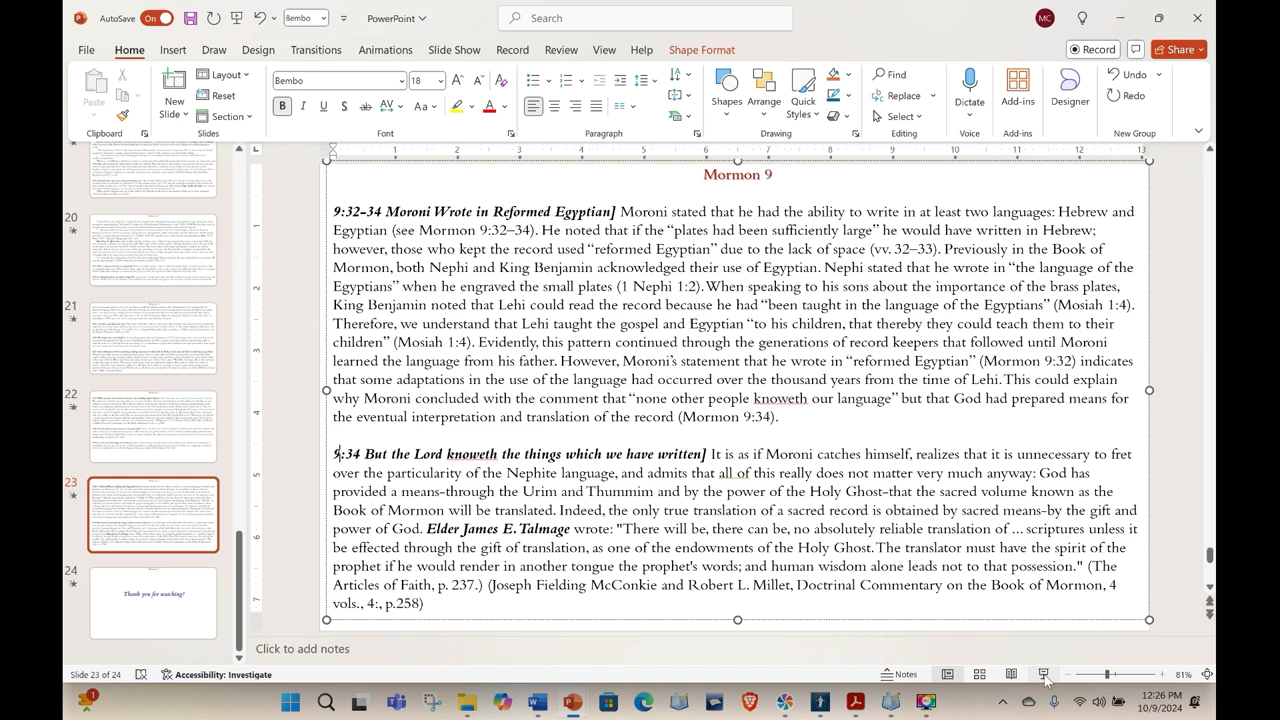 AutoSave On Bembo PowerPoint Search MC
File Home Insert Draw Design Transitions Animations Slide Show Record Review View Help Shape Format Record Share
Paste New Slide Layout Reset Section Bembo 18 Shapes Arrange Quick Styles Find Replace Select Dictate Add-ins Designer Undo Redo
Clipboard Slides Font Paragraph Drawing Editing Voice Add-ins New Group
Mormon 9
9:32-34 Moroni Wrote in Reformed Egyptian] Moroni stated that he had the ability to write in at least two languages: Hebrew and
Egyptian (see Mormon 9:32–34). He noted that if the "plates had been sufficiently large" he would have written in Hebrew;
however, he and other record keepers used "reformed Egyptian" due to the lack of space (vv. 32–33). Previously in the Book of
Mormon, both Nephi and King Benjamin acknowledged their use of Egyptian. Nephi stated that he wrote in "the language of the
Egyptians" when he engraved the small plates (1 Nephi 1:2). When speaking to his sons about the importance of the brass plates,
King Benjamin noted that Lehi could read the record because he had "been taught in the language of the Egyptians" (Mosiah 1:4).
Therefore, we understand that Lehi taught the gospel and Egyptian "to his children, that thereby they could teach them to their
children" (Mosiah 1:4). Evidently, this pattern continued through the generations of record keepers that followed until Moroni
learned the language from his father. However, Moroni's statement that he wrote in "reformed Egyptian" (Mormon 9:32) indicates
that some adaptations in the use of the language had occurred over the thousand years from the time of Lehi. This could explain
why Moroni concluded with a comment that "none other people knoweth our language" but that God had prepared means for
the future interpretation and translation of the record (Mormon 9:34).
9:34 But the Lord knoweth the things which we have written] It is as if Moroni catches himself, realizes that it is unnecessary to fret
over the particularity of the Nephite language, and admits that all of this really does not matter very much anyway; God has
provided means-through the Urim and Thummim and by the power of the Holy Ghost-that the sacred document known as the
Book of Mormon will be translated. In fact, the only true translation of a sacred record is obtained by sacred means-by the gift and
power of God. Elder James E. Talmage taught: "There will be, there can be, no absolutely reliable translation of ... scriptures unless it
be effected through the gift of translation, as one of the endowments of the Holy Ghost. The translator must have the spirit of the
prophet if he would render in another tongue the prophet's words; and human wisdom alone leads not to that possession." (The
Articles of Faith, p. 237.) (Joseph Fielding McConkie and Robert L. Millet, Doctrinal Commentary on the Book of Mormon, 4
vols., 4:, p.258)
20
21
22
23
24
Thank you for watching!
Click to add notes
Slide 23 of 24 Accessibility: Investigate Notes 81%
12:26 PM
10/9/2024